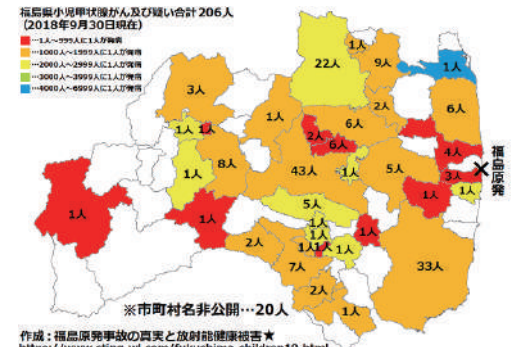 福島県小児甲状腺がん及び疑い合計206人
(2018年9月30日現在)
…1人~999人に1人が発病
…1000人~1999人に1人が発病
…2000人~2999人に1人が発病
…3000人~3999人に1人が発病
…4000人~6999人に1人が発病
1人
9人
1人
22人
3人
2人
6人
1人
6人
1人
1人
2人
6人
4人
福島原発
8人
43人
1人
5人
3人
1人
1人
1人
5人
1人
1人
1人
1人
1人
2人
1人
1人
1人
7人
33人
2人
1人
※市町村名非公開…20人
作成:福島原発事故の真実と放射能健康被害★